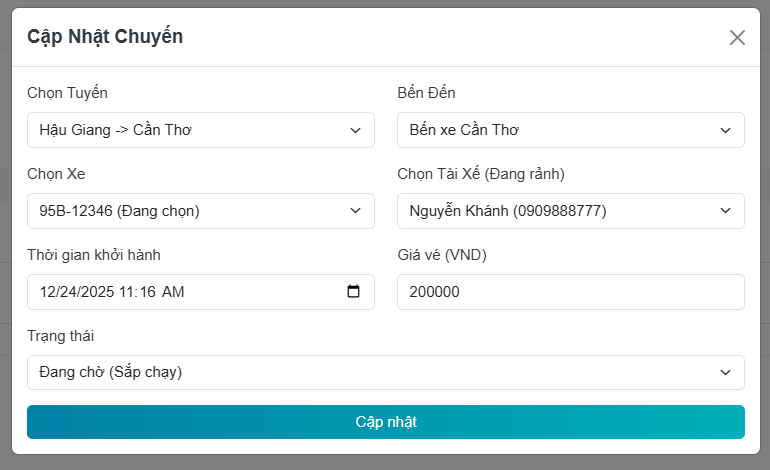 Cập Nhật Chuyến
Chọn Tuyến
Bến Đến
Hậu Giang -> Cần Thơ
Bến xe Cần Thơ
Chọn Xe
Chọn Tài Xế (Đang rảnh)
95B-12346 (Đang chọn)
Nguyễn Khánh (0909888777)
Thời gian khởi hành
Giá vé (VND)
12/24/2025 11:16 AM
200000
Trạng thái
Đang chờ (Sắp chạy)
Cập nhật